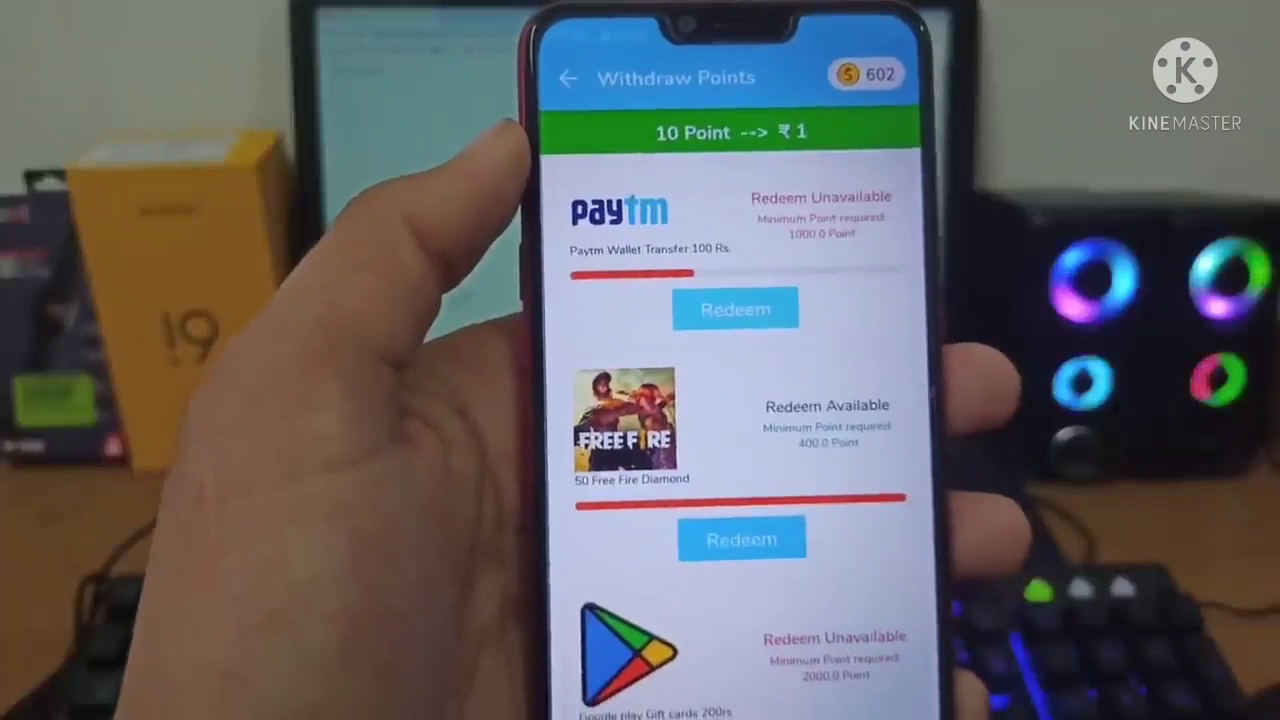 Withdraw Points
602
10 Point --> ₹ 1
paytm
Redeem Unavailable
Minimum Point required:
1000.0 Point
Paytm Wallet Transfer 100 Rs.
Redeem
FREE FIRE
Redeem Available
Minimum Point required:
400.0 Point
50 Free Fire Diamond
Redeem
Redeem Unavailable
Minimum Point required:
2000.0 Point
Google play Gift cards 200rs
K
KINEMASTER